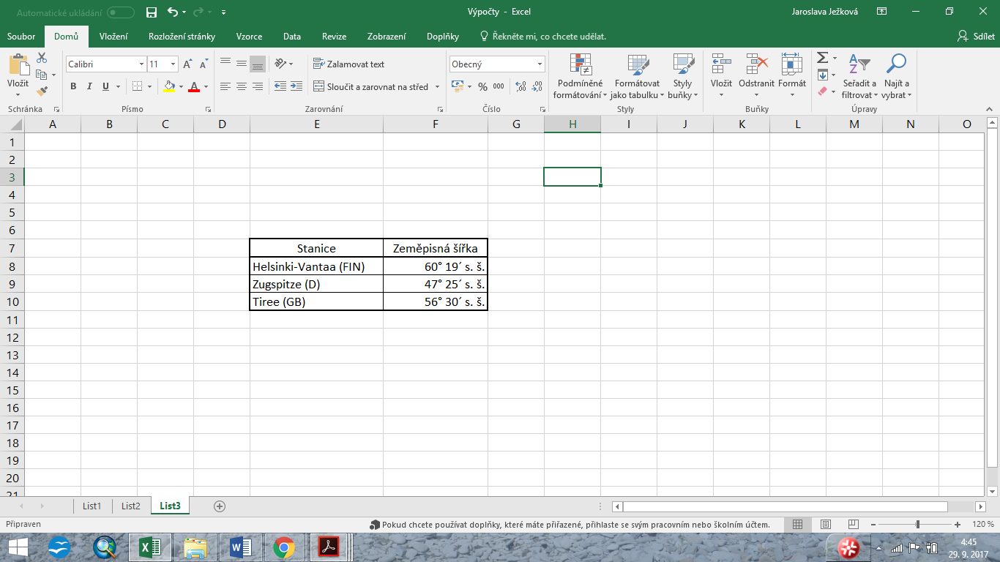 Automatické ukládání
Výpočty - Excel
Jaroslava Ježková
Soubor Domů Vložení Rozložení stránky Vzorce Data Revize Zobrazení Doplňky Řekněte mi, co chcete udělat. Sdílet
Vložit
Schránka
Calibri 11
B I U A
Písmo
Zalamovat text
Sloučit a zarovnat na střed
Zarovnání
Obecný
% 000
Číslo
Podmíněné formátování
Formátovat jako tabulku
Styly buňky
Styly
Vložit Odstranit Formát
Buňky
Seřadit a filtrovat
Najít a vybrat
Úpravy
A B C D E F G H I J K L M N O
1
2
3
4
5
6
7 Stanice Zeměpisná šířka
8 Helsinki-Vantaa (FIN) 60° 19´ s. š.
9 Zugspitze (D) 47° 25´ s. š.
10 Tiree (GB) 56° 30´ s. š.
11
12
13
14
15
16
17
18
19
20
21
List1 List2 List3
Připraven
Pokud chcete používat doplňky, které máte přiřazené, přihlaste se svým pracovním nebo školním účtem.
120 %
4:45
29. 9. 2017